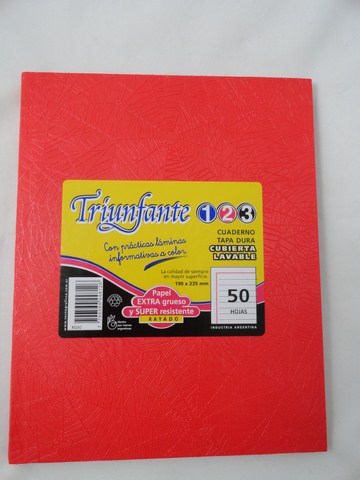 Triunfante 1 2 3
Con prácticas láminas
informativas a color.
CUADERNO
TAPA DURA
CUBIERTA
LAVABLE
La calidad de siempre
en mayor superficie.
190 x 235 mm
Papel
EXTRA grueso
y SUPER resistente
RAYADO
50
HOJAS
INDUSTRIA ARGENTINA